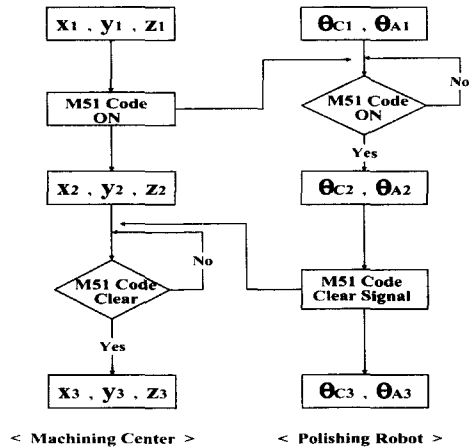 x1 , y1 , z1
M51 Code
ON
x2 , y2 , z2
No
M51 Code
Clear
Yes
x3 , y3 , z3
< Machining Center >
θC1 , θA1
No
M51 Code
ON
Yes
θC2 , θA2
M51 Code
Clear Signal
θC3 , θA3
< Polishing Robot >